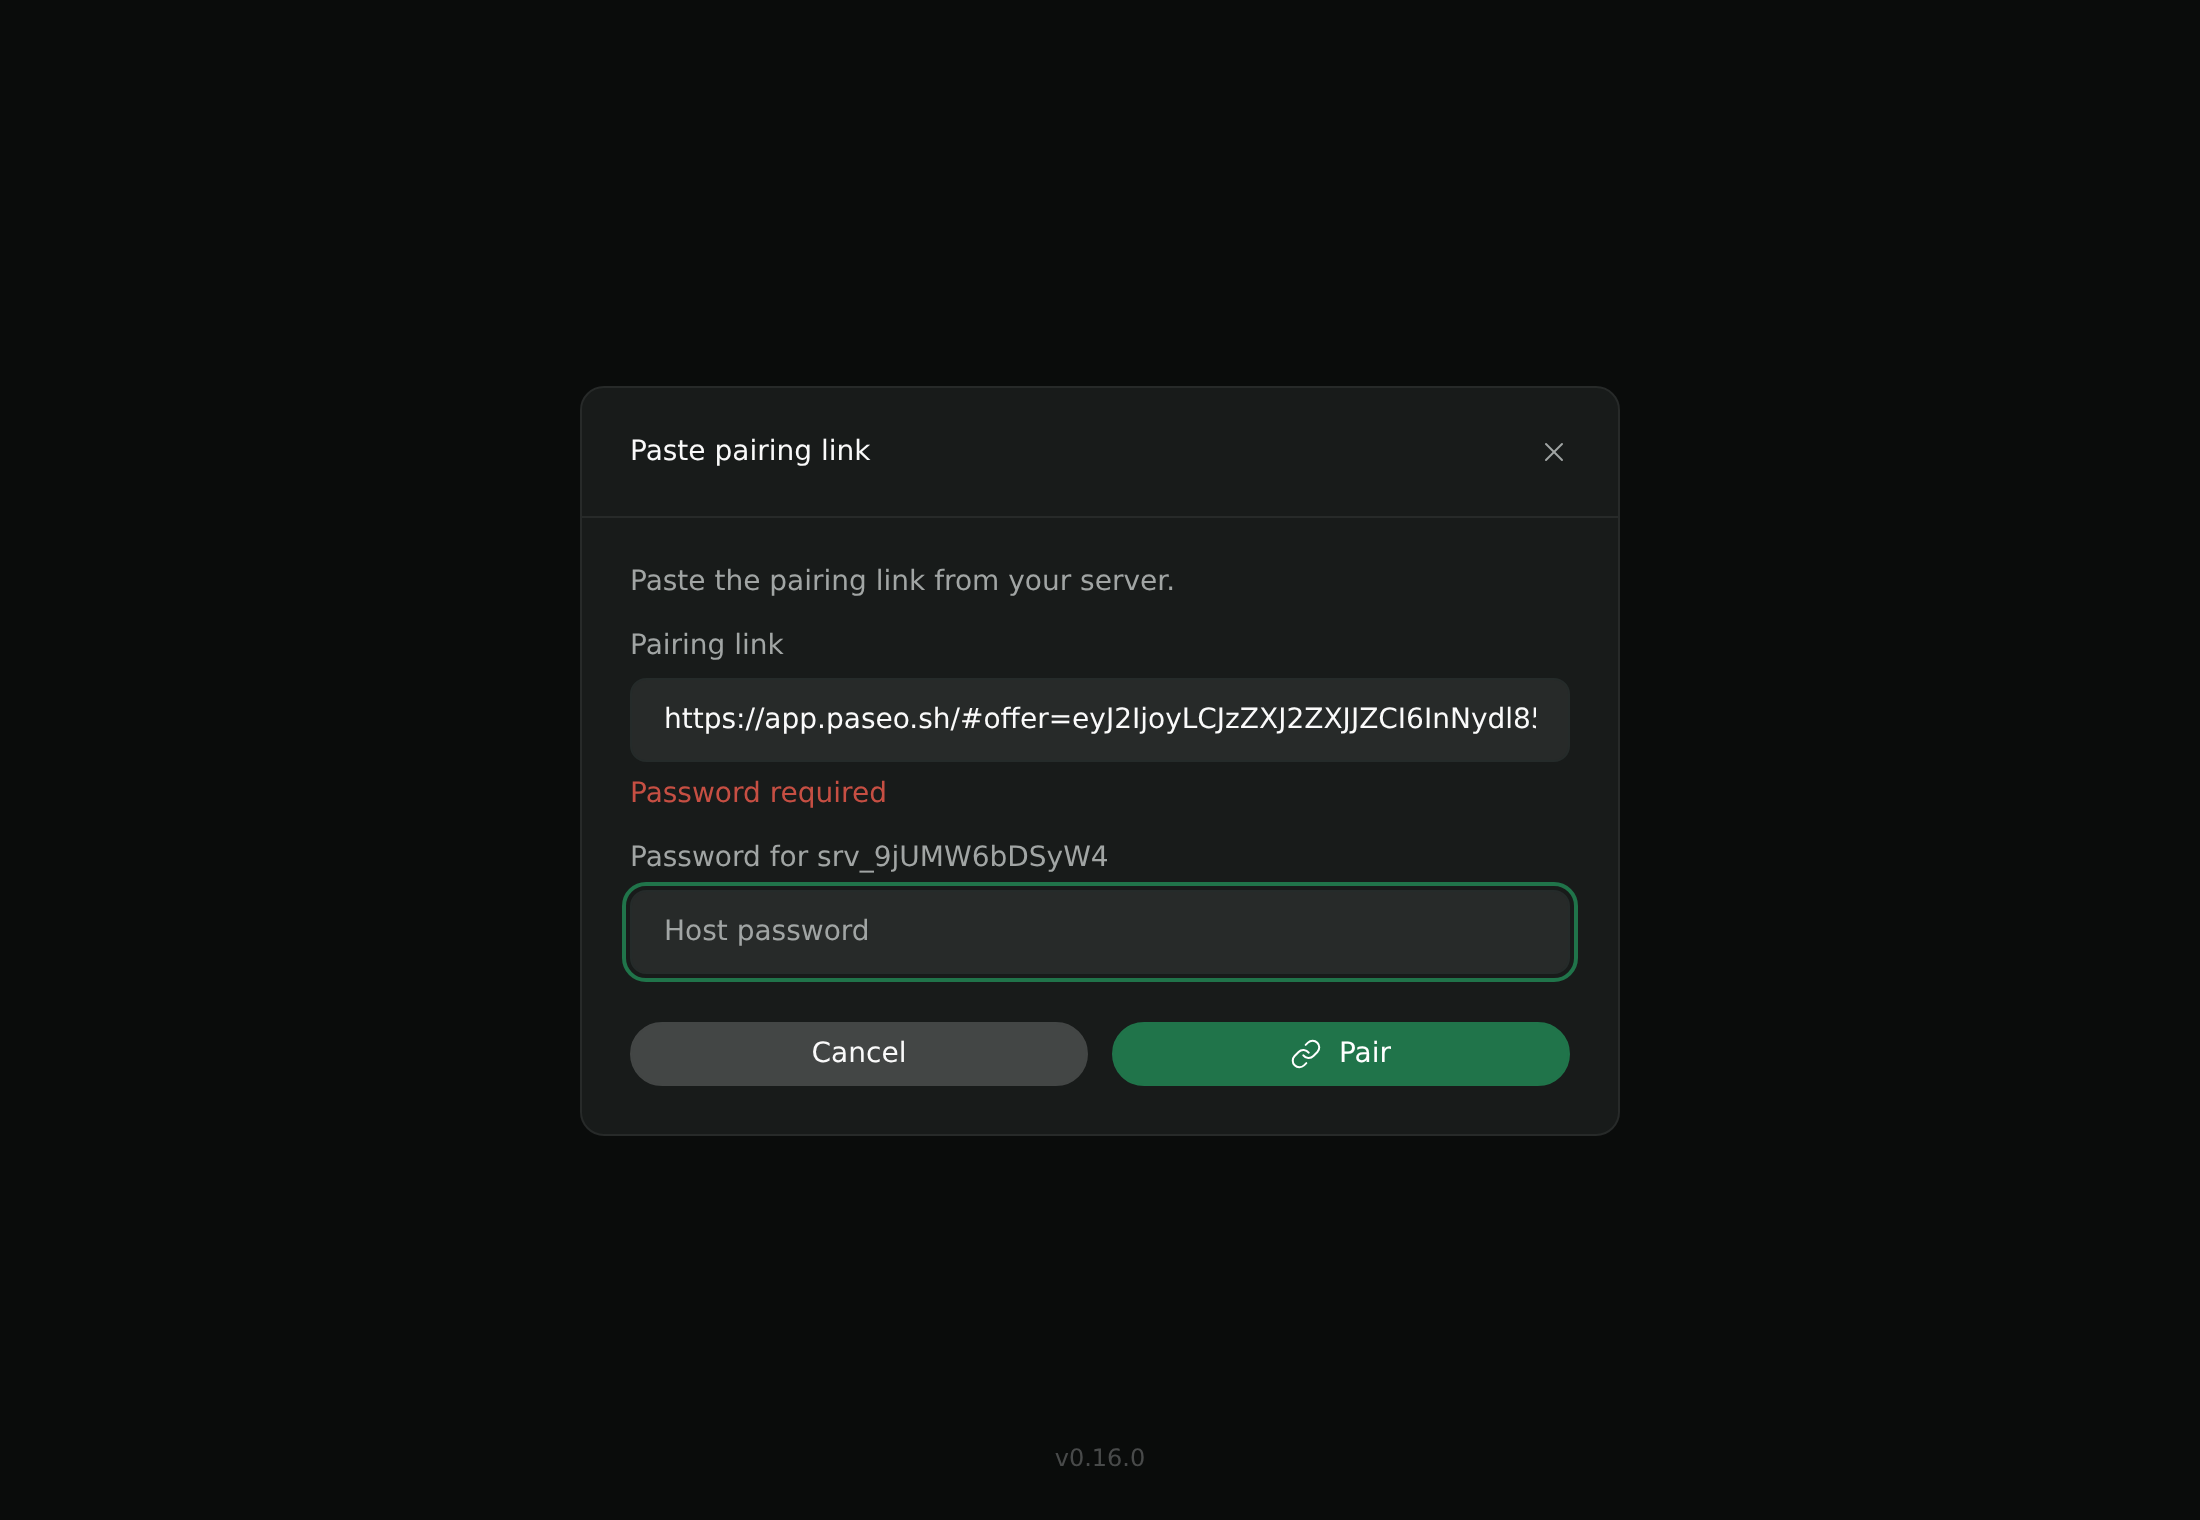 Paste pairing link
Paste the pairing link from your server.
Pairing link
https://app.paseo.sh/#offer=eyJ2IjoyLCJzZXJ2ZXJJZCI6InNydl85
Password required
Password for srv_9jUMW6bDSyW4
Host password
Cancel
Pair
v0.16.0